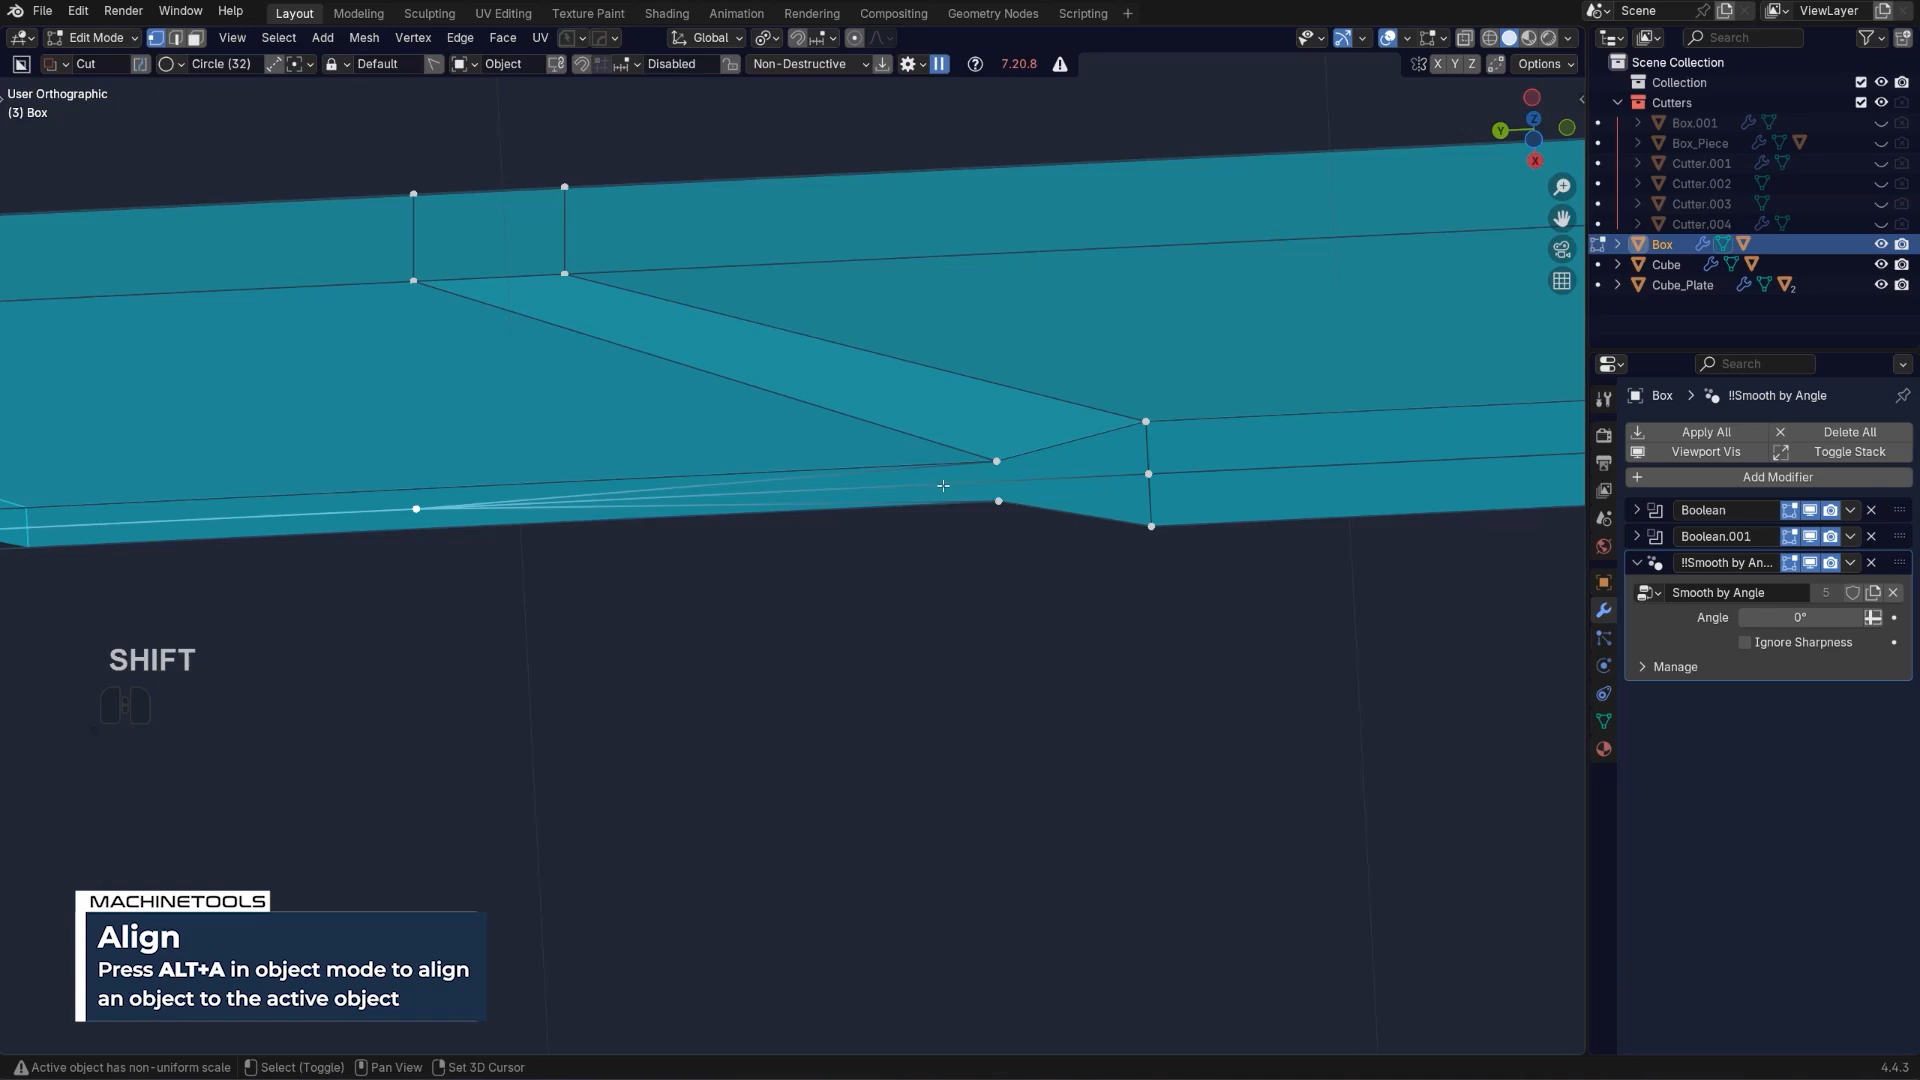 File Edit Render Window Help Layout Modeling Sculpting UV Editing Texture Paint Shading Animation Rendering Compositing Geometry Nodes Scripting + Scene ViewLayer
Edit Mode View Select Add Mesh Vertex Edge Face UV Global Search
Cut Circle (32) Default Object Disabled Non-Destructive 7.20.8 X Y Z Options
Scene Collection
Collection
Cutters
Box.001
Box_Piece
Cutter.001
Cutter.002
Cutter.003
Cutter.004
Box
Cube
Cube_Plate 2
User Orthographic
(3) Box
Z
Y
X
Search
Box > !!Smooth by Angle
Apply All Delete All
Viewport Vis Toggle Stack
Add Modifier
Boolean
Boolean.001
!!Smooth by An...
Smooth by Angle 5
Angle 0°
Ignore Sharpness
Manage
SHIFT
MACHINETOOLS
Align
Press ALT+A in object mode to align
an object to the active object
Active object has non-uniform scale Select (Toggle) Pan View Set 3D Cursor 4.4.3